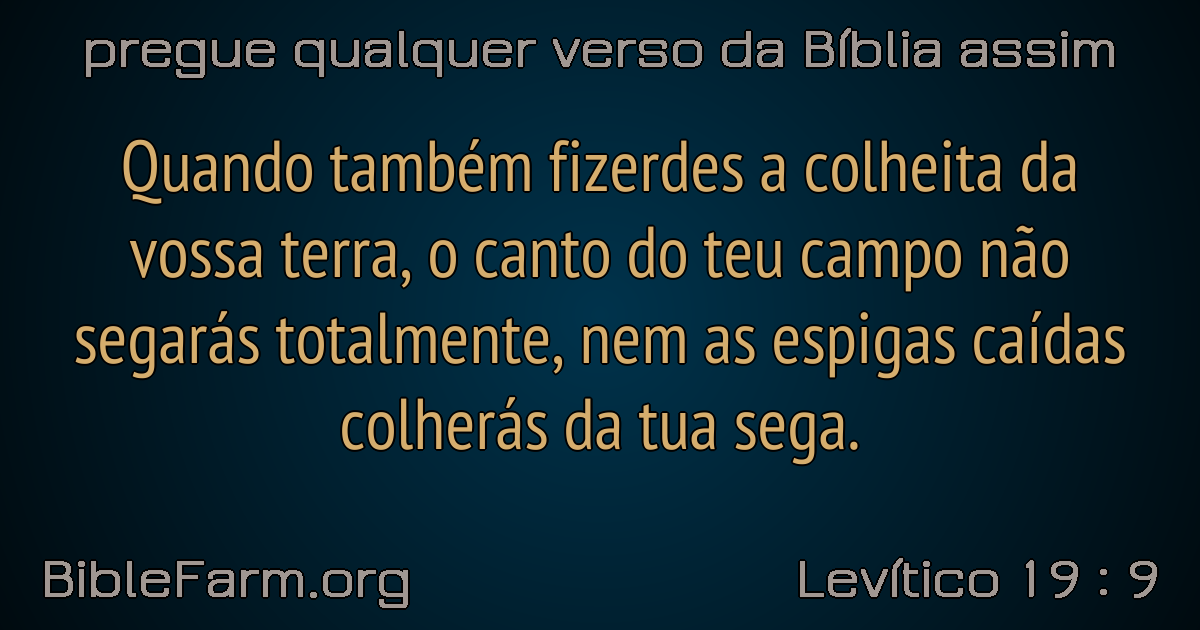 pregue qualquer verso da Bíblia assim
Quando também fizerdes a colheita da
vossa terra, o canto do teu campo não
segarás totalmente, nem as espigas caídas
colherás da tua sega.
BibleFarm.org
Levítico 19 : 9